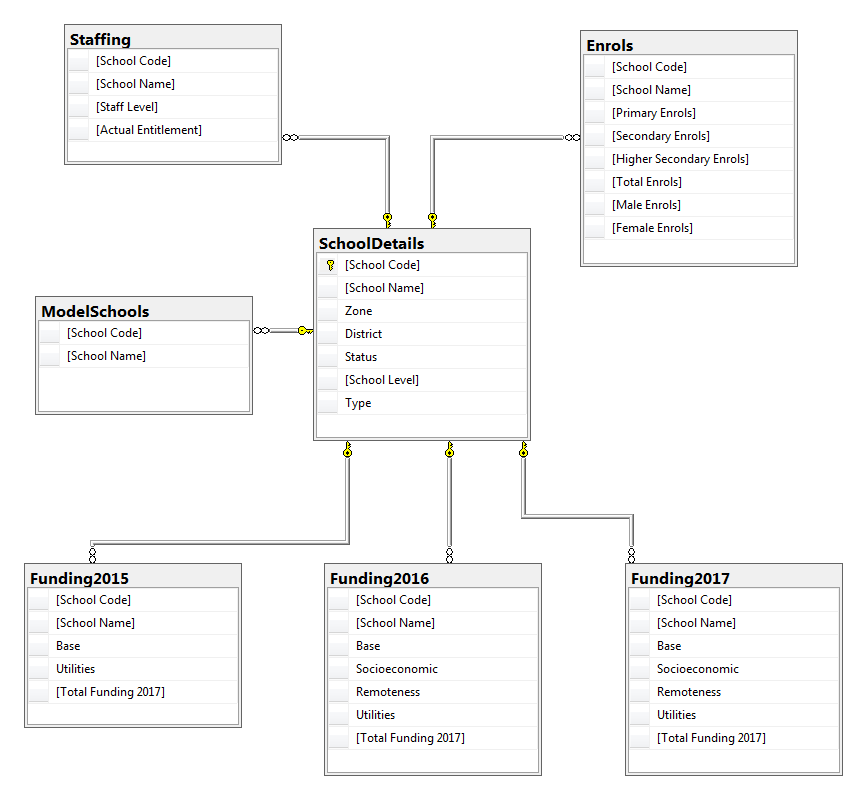 Staffing
[School Code]
[School Name]
[Staff Level]
[Actual Entitlement]
Enrols
[School Code]
[School Name]
[Primary Enrols]
[Secondary Enrols]
[Higher Secondary Enrols]
[Total Enrols]
[Male Enrols]
[Female Enrols]
SchoolDetails
[School Code]
[School Name]
Zone
District
Status
[School Level]
Type
ModelSchools
[School Code]
[School Name]
Funding2015
[School Code]
[School Name]
Base
Utilities
[Total Funding 2017]
Funding2016
[School Code]
[School Name]
Base
Socioeconomic
Remoteness
Utilities
[Total Funding 2017]
Funding2017
[School Code]
[School Name]
Base
Socioeconomic
Remoteness
Utilities
[Total Funding 2017]